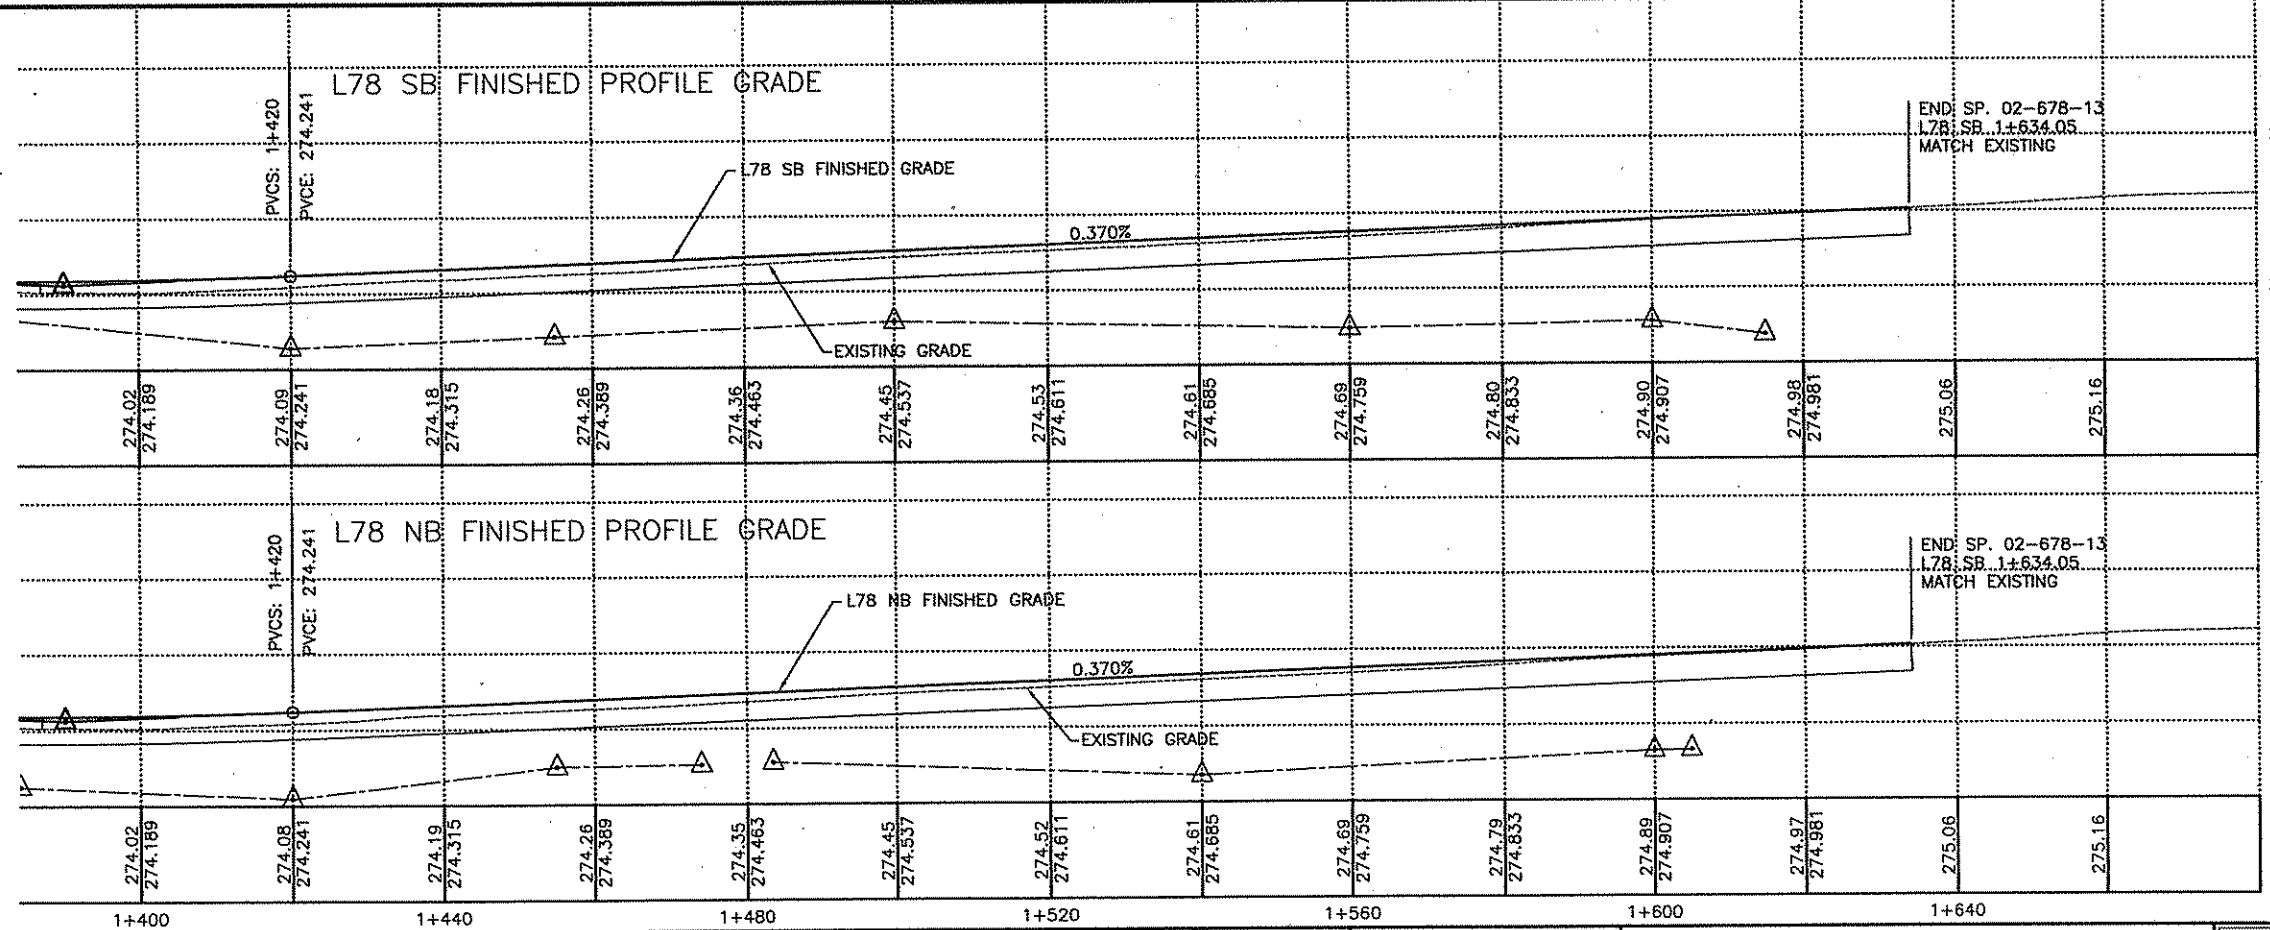 L78 SB FINISHED PROFILE GRADE
PVCS: 1+420
PVCE: 274.241
END SP. 02-678-13
L78 SB 1+634.05
MATCH EXISTING
L78 SB FINISHED GRADE
0.370%
EXISTING GRADE
274.02 274.09 274.18 274.26 274.36 274.45 274.53 274.61 274.69 274.80 274.90 274.98 275.06 275.16
274.189 274.241 274.315 274.389 274.463 274.537 274.611 274.685 274.759 274.833 274.907 274.981
L78 NB FINISHED PROFILE GRADE
PVCS: 1+420
PVCE: 274.241
END SP. 02-678-13
L78 SB 1+634.05
MATCH EXISTING
L78 NB FINISHED GRADE
0.370%
EXISTING GRADE
274.02 274.08 274.19 274.26 274.35 274.45 274.52 274.61 274.69 274.79 274.89 274.97 275.06 275.16
274.189 274.241 274.315 274.389 274.463 274.537 274.611 274.685 274.759 274.833 274.907 274.981
1+400 1+440 1+480 1+520 1+560 1+600 1+640